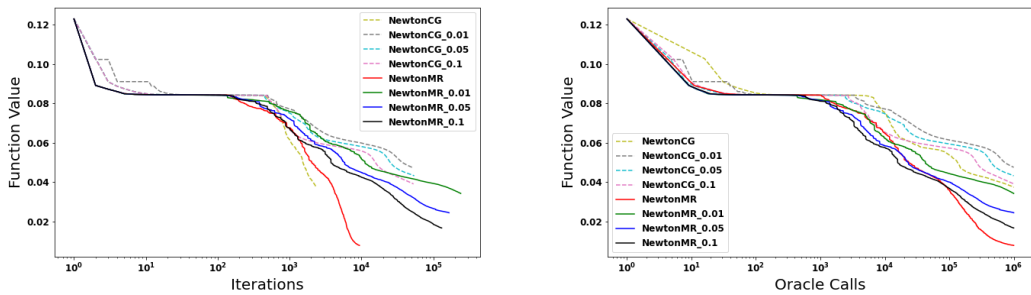 0.12
0.10
0.08
0.06
0.04
0.02
Function Value
10^0
10^1
10^2
10^3
10^4
10^5
Iterations
NewtonCG
NewtonCG_0.01
NewtonCG_0.05
NewtonCG_0.1
NewtonMR
NewtonMR_0.01
NewtonMR_0.05
NewtonMR_0.1
0.12
0.10
0.08
0.06
0.04
0.02
Function Value
NewtonCG
NewtonCG_0.01
NewtonCG_0.05
NewtonCG_0.1
NewtonMR
NewtonMR_0.01
NewtonMR_0.05
NewtonMR_0.1
10^0
10^1
10^2
10^3
10^4
10^5
10^6
Oracle Calls